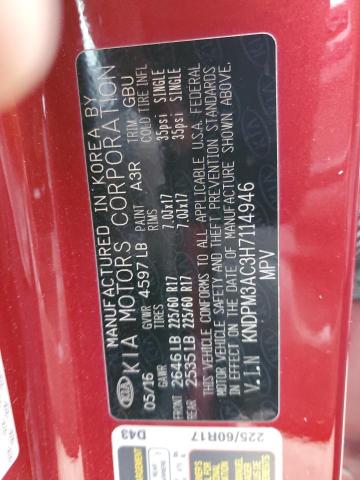 MANUFACTURED IN KOREA BY
KIA KIA MOTORS CORPORATION
05/16 GVWR 4597 LB PAINT A3R TRIM GBU
GAWR RIMS COLD TIRE INFL
FRONT 2646LB 225/60 R17 7.0JX17 35psi SINGLE
REAR 2535LB 225/60 R17 7.0JX17 35psi SINGLE
THIS VEHICLE CONFORMS TO ALL APPLICABLE U.S.A. FEDERAL
MOTOR VEHICLE SAFETY AND THEFT PREVENTION STANDARDS
IN EFFECT ON THE DATE OF MANUFACTURE SHOWN ABOVE.
V.I.N KNDPM3AC3H7114946
MPV
D43 225/60R17